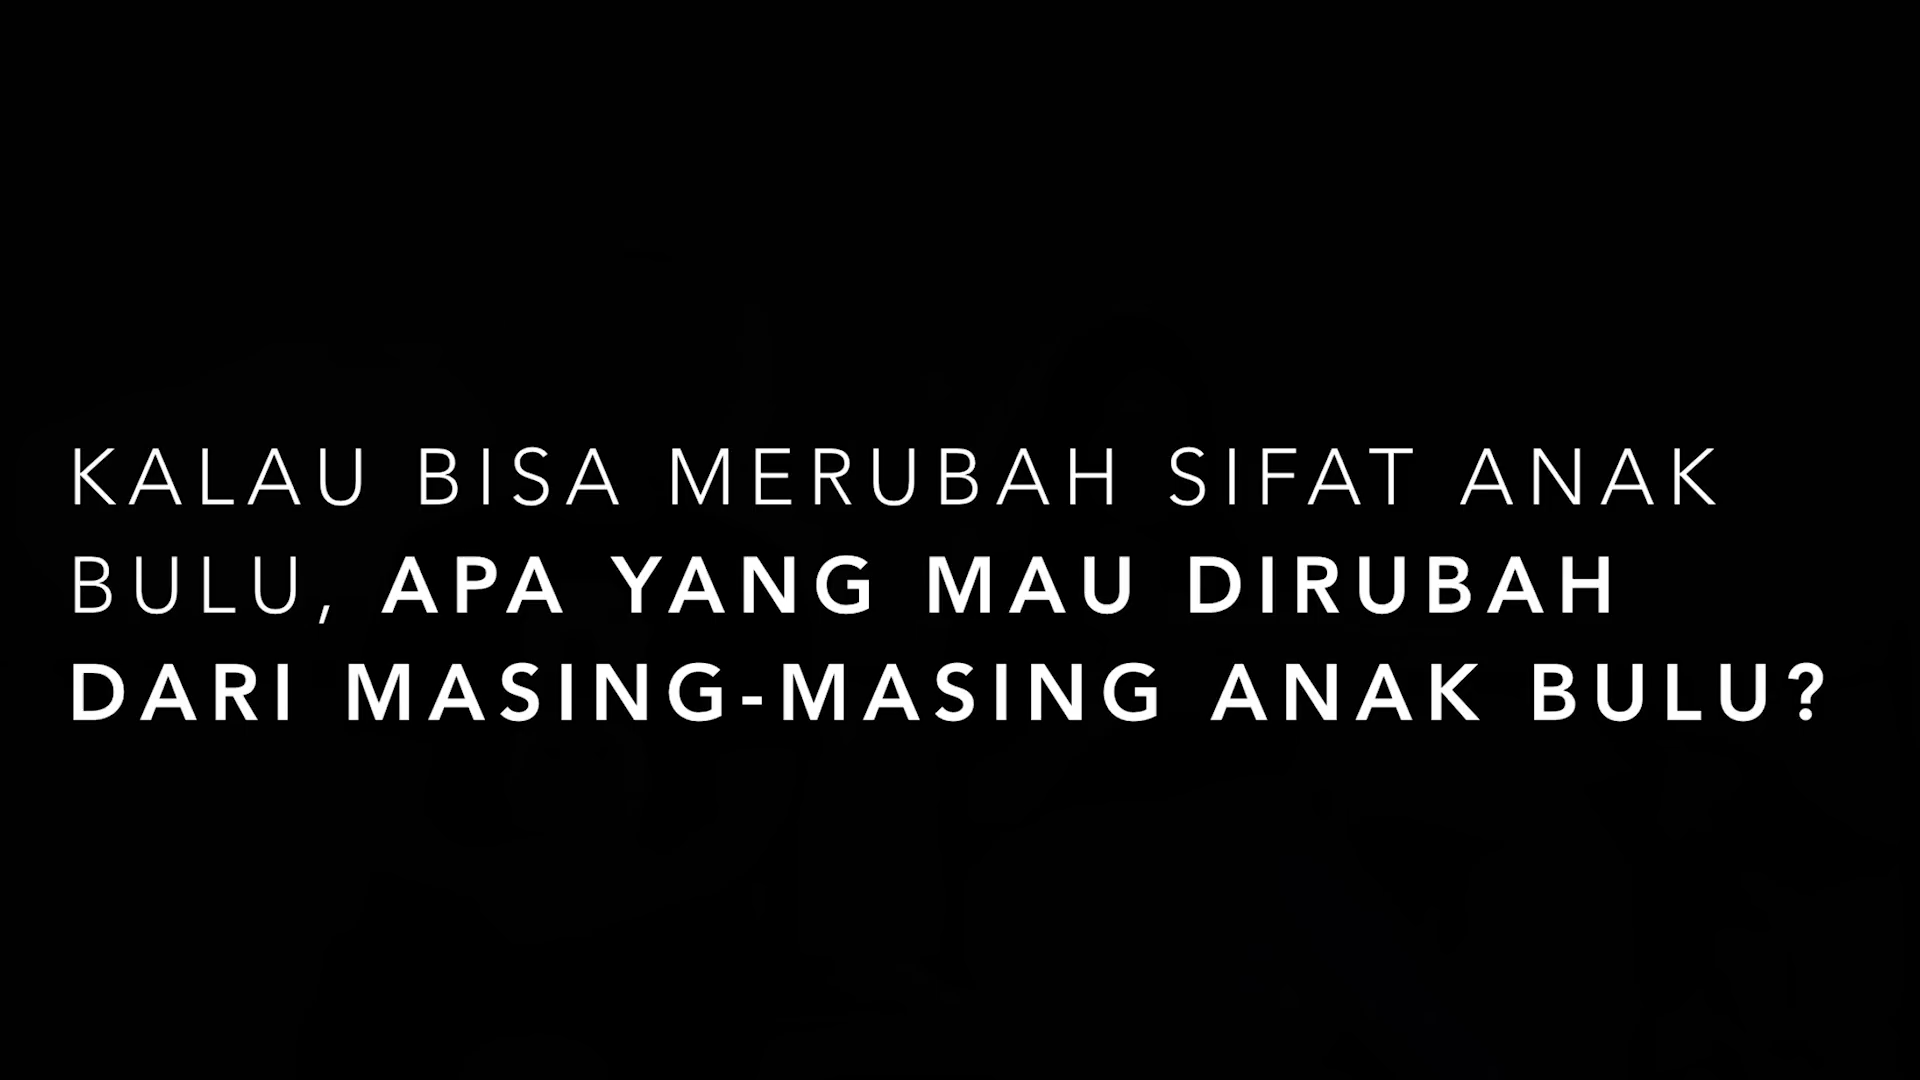 KALAU BISA MERUBAH SIFAT ANAK
BULU, APA YANG MAU DIRUBAH
DARI MASING-MASING ANAK BULU?